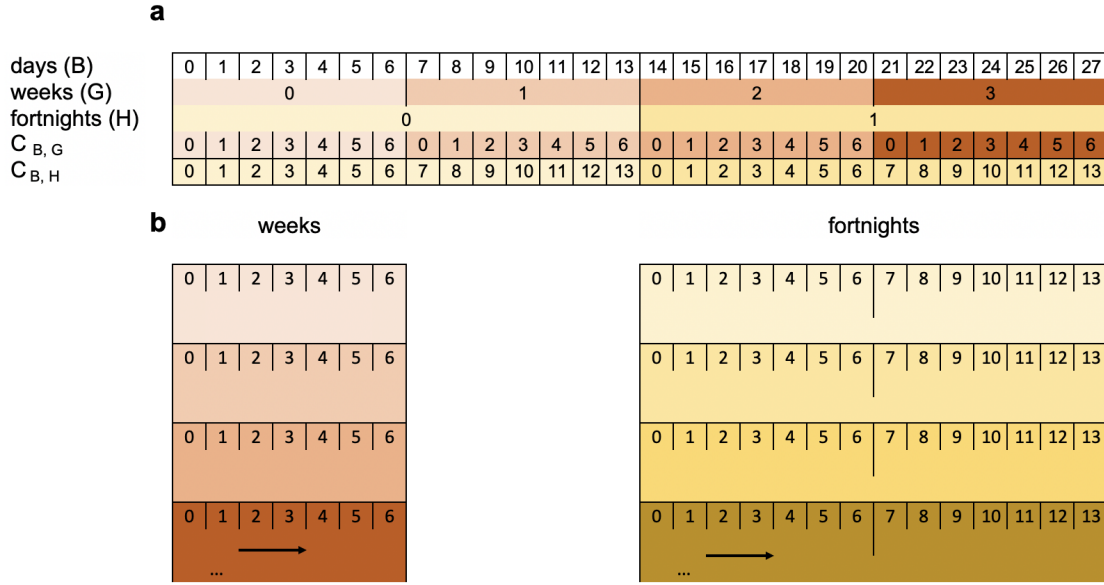 a
days (B) 0 1 2 3 4 5 6 7 8 9 10 11 12 13 14 15 16 17 18 19 20 21 22 23 24 25 26 27
weeks (G) 0 1 2 3
fortnights (H) 0 1
C B, G 0 1 2 3 4 5 6 0 1 2 3 4 5 6 0 1 2 3 4 5 6 0 1 2 3 4 5 6
C B, H 0 1 2 3 4 5 6 7 8 9 10 11 12 13 0 1 2 3 4 5 6 7 8 9 10 11 12 13
b
weeks
0 1 2 3 4 5 6
0 1 2 3 4 5 6
0 1 2 3 4 5 6
0 1 2 3 4 5 6
...
fortnights
0 1 2 3 4 5 6 7 8 9 10 11 12 13
0 1 2 3 4 5 6 7 8 9 10 11 12 13
0 1 2 3 4 5 6 7 8 9 10 11 12 13
0 1 2 3 4 5 6 7 8 9 10 11 12 13
...